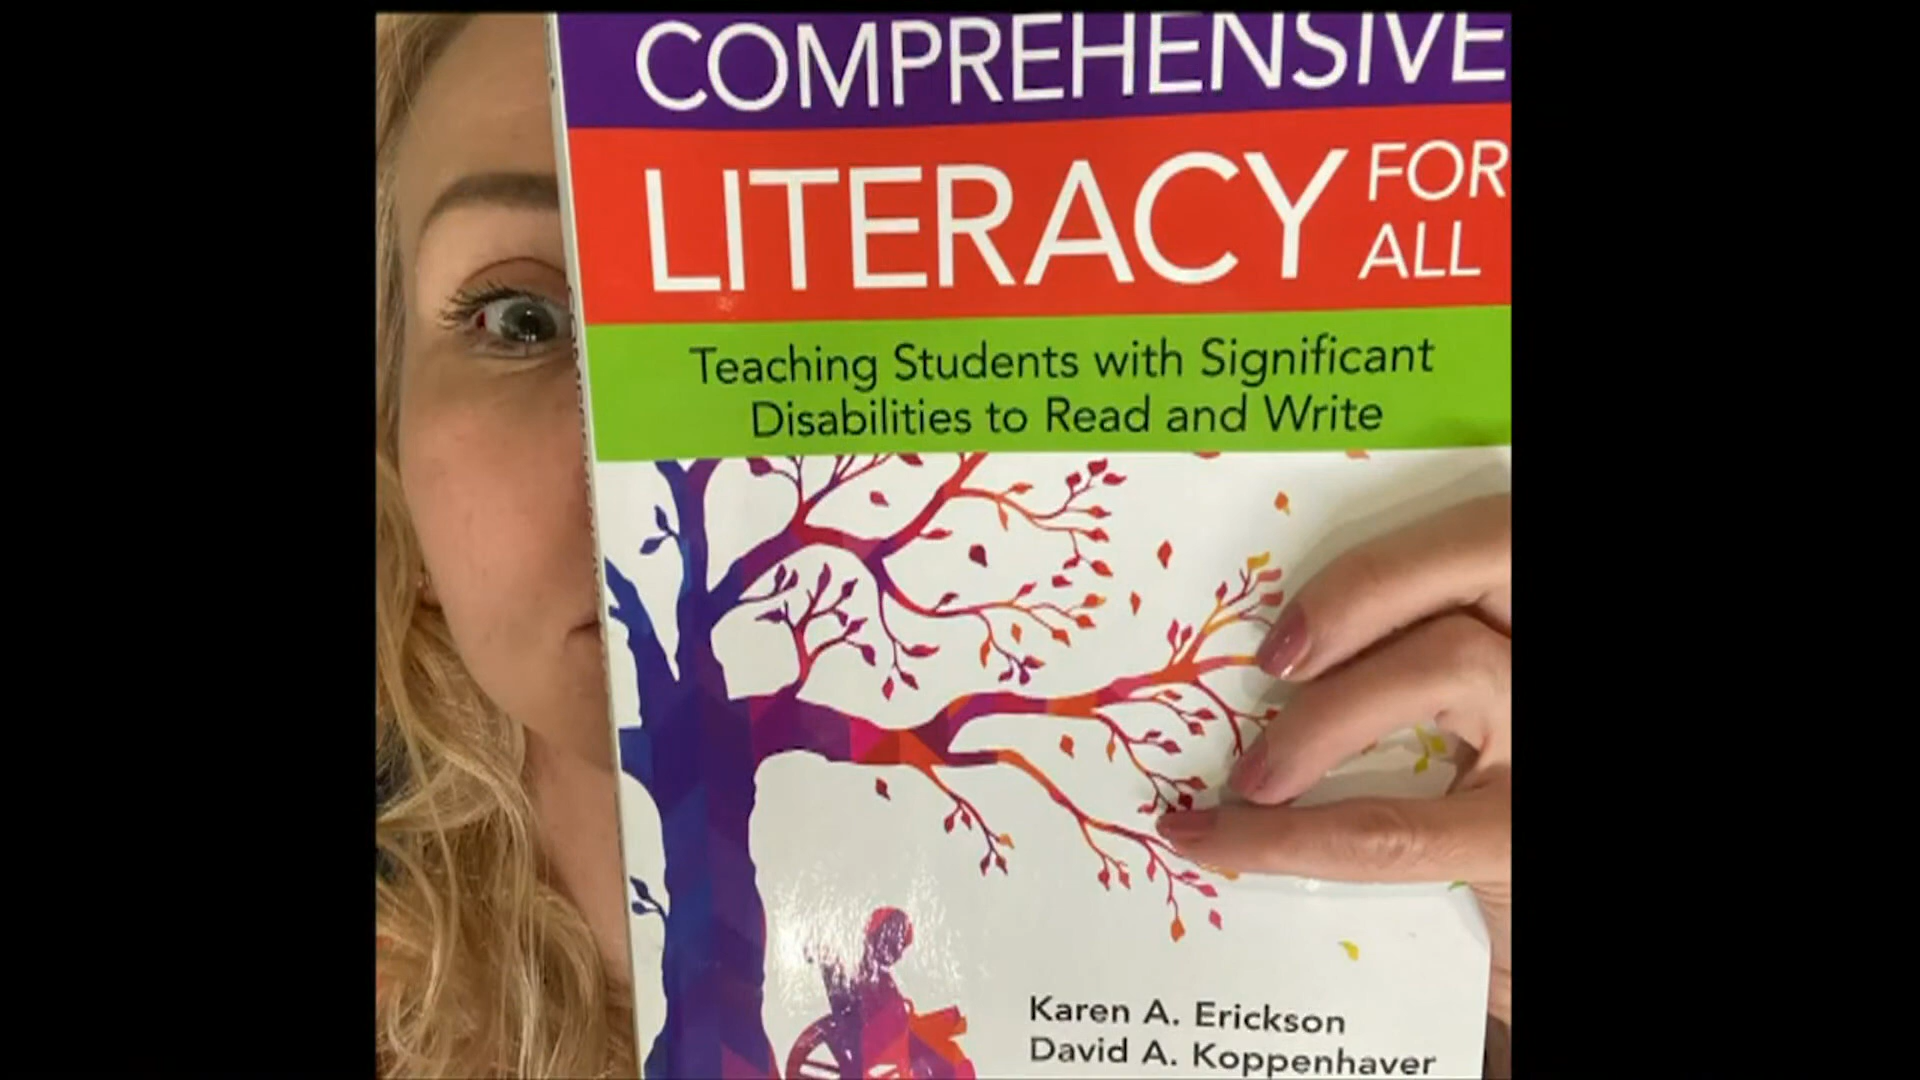 COMPREHENSIVE
LITERACY FOR ALL
Teaching Students with Significant
Disabilities to Read and Write
Karen A. Erickson
David A. Koppenhaver